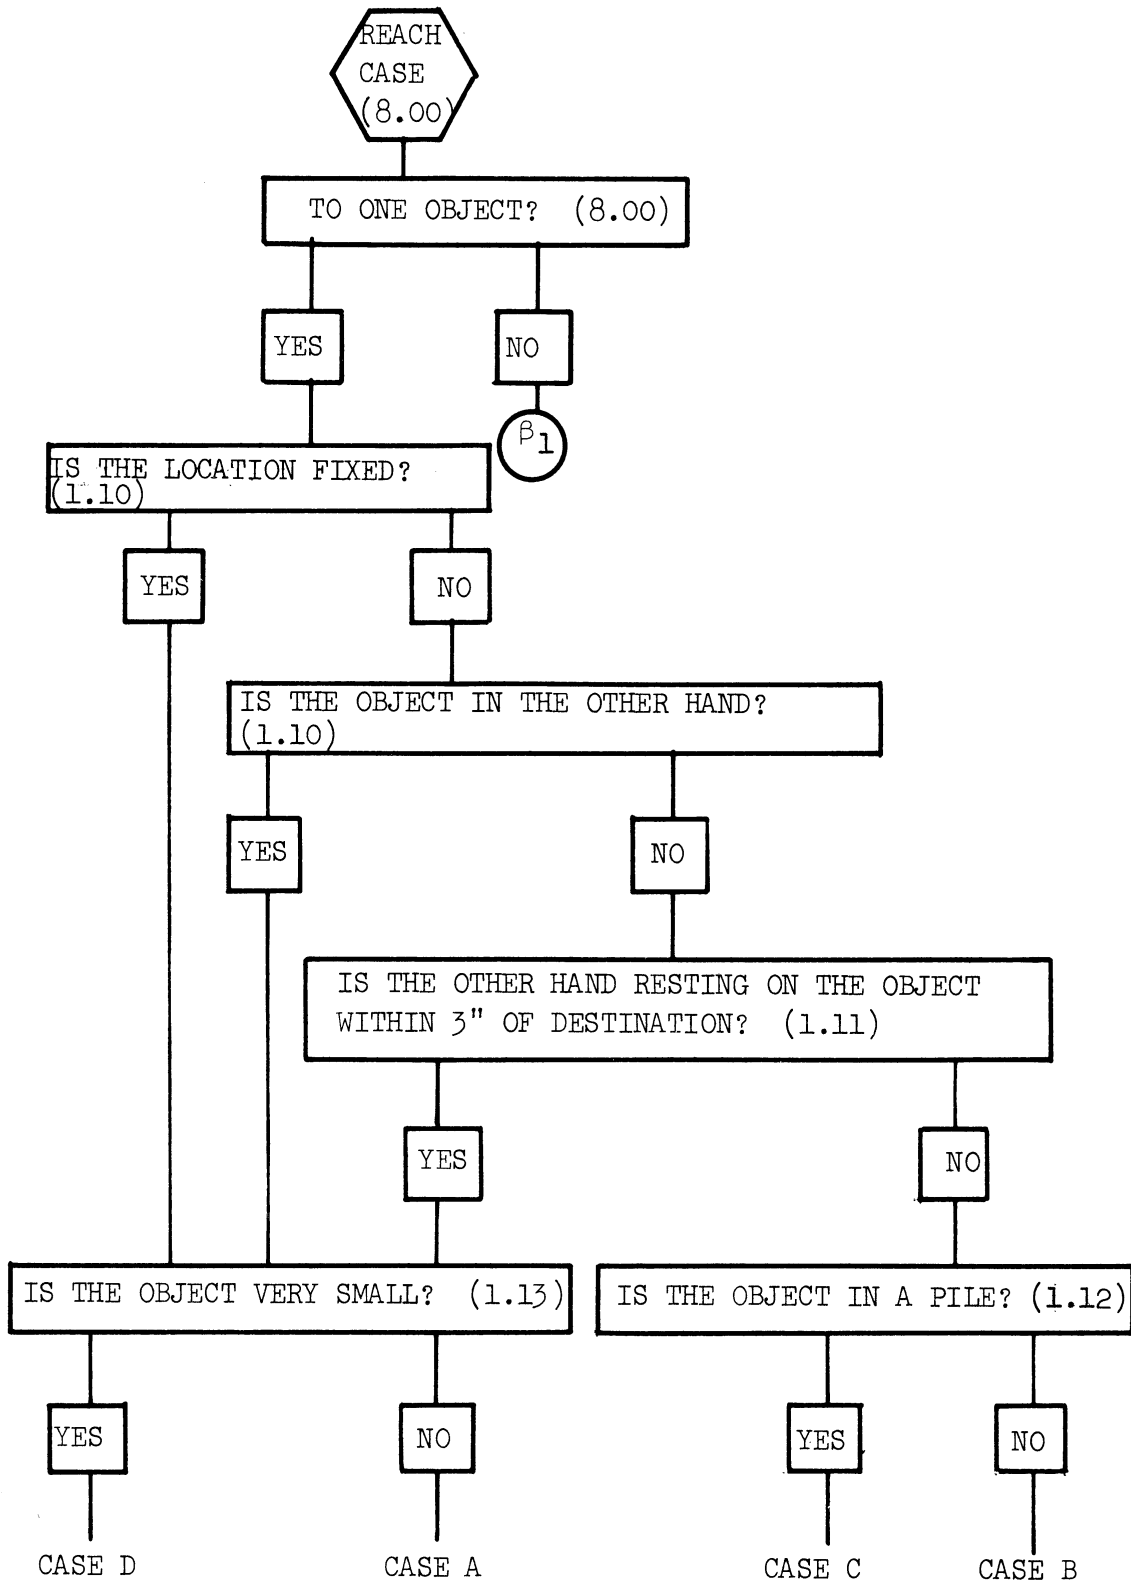 REACH
CASE
(8.00)
TO ONE OBJECT? (8.00)
YES
NO
β1
IS THE LOCATION FIXED?
(1.10)
YES
NO
IS THE OBJECT IN THE OTHER HAND?
(1.10)
YES
NO
IS THE OTHER HAND RESTING ON THE OBJECT
WITHIN 3" OF DESTINATION? (1.11)
YES
NO
IS THE OBJECT VERY SMALL? (1.13)
IS THE OBJECT IN A PILE? (1.12)
YES
NO
YES
NO
CASE D
CASE A
CASE C
CASE B